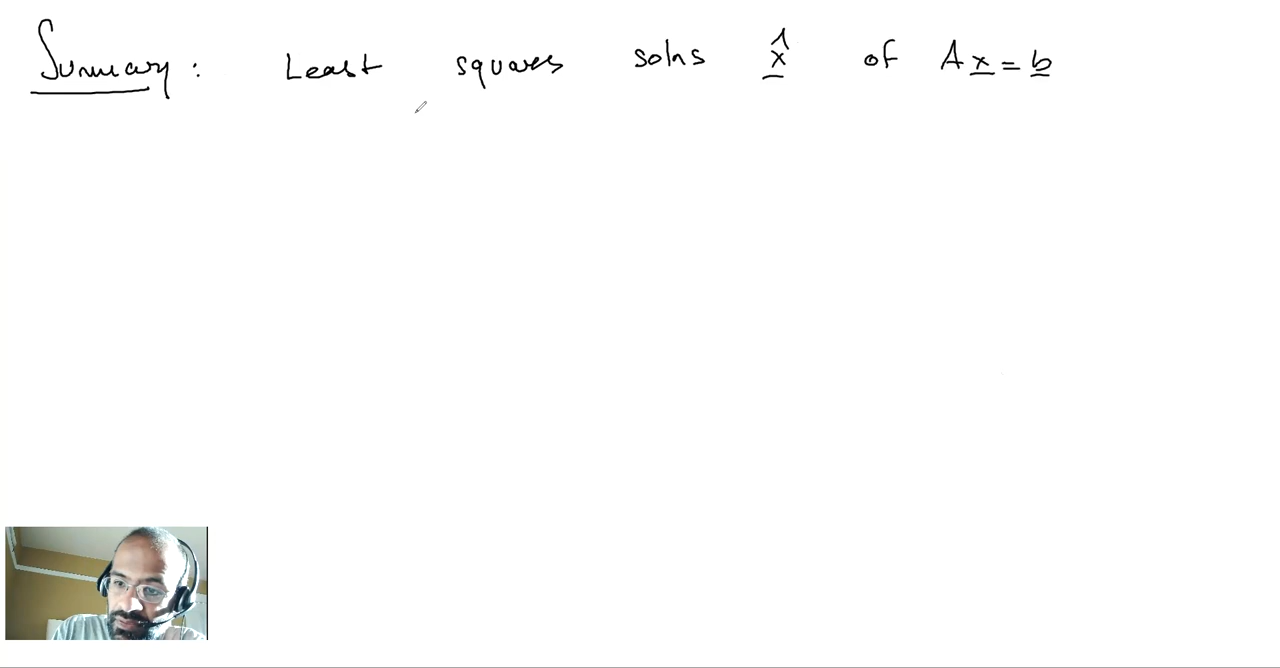 Summary: Least squares solns x̂ of Ax = b